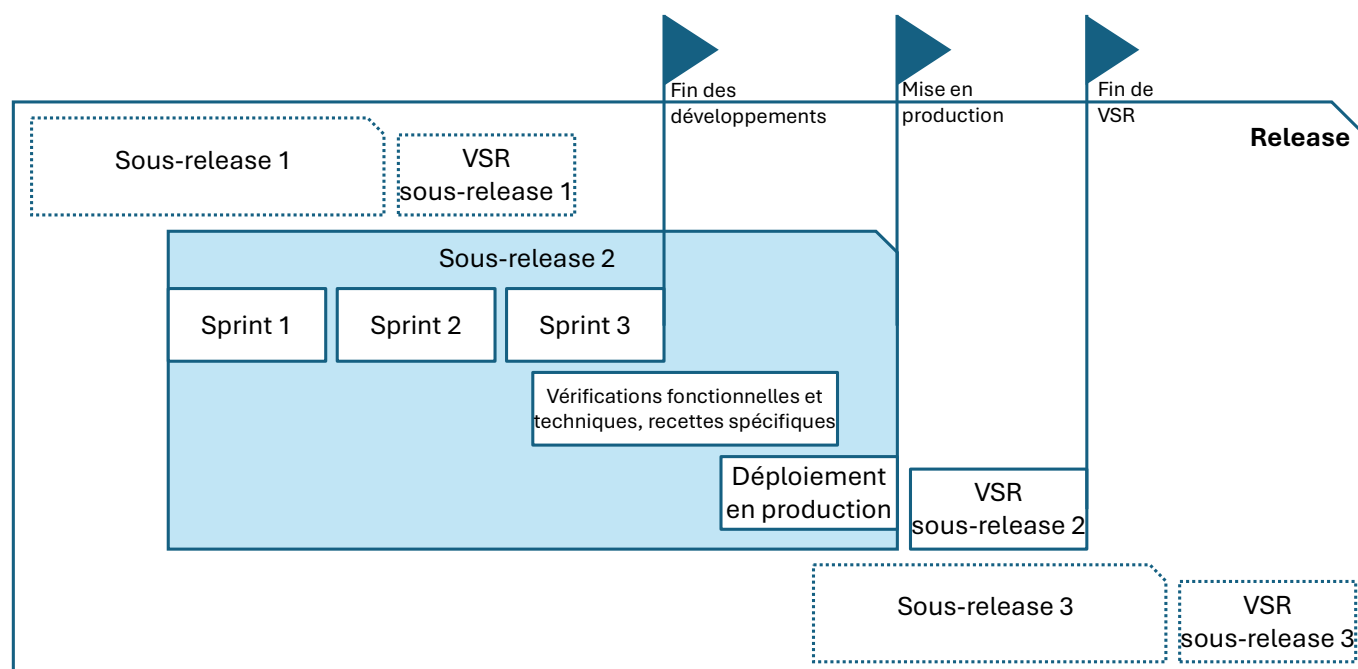 Fin des
développements
Mise en
production
Fin de
VSR
Release
Sous-release 1
VSR
sous-release 1
Sous-release 2
Sprint 1
Sprint 2
Sprint 3
Vérifications fonctionnelles et
techniques, recettes spécifiques
Déploiement
en production
VSR
sous-release 2
Sous-release 3
VSR
sous-release 3